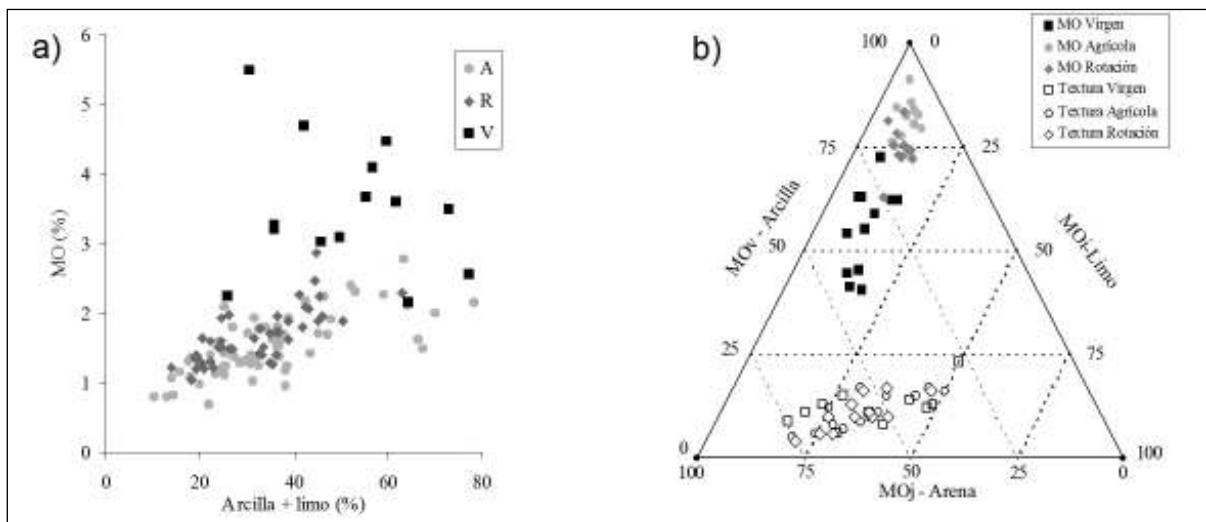 a)
MO (%)
6
5
4
3
2
1
0
0
20
40
60
80
Arcilla + limo (%)
A
R
V
b)
MO Virgen
MO Agrícola
MO Rotación
Textura Virgen
Textura Agrícola
Textura Rotación
100
0
75
25
MOv - Arcilla
MOi-Limo
50
50
25
75
0
100
100
75
50
25
0
MOj - Arena